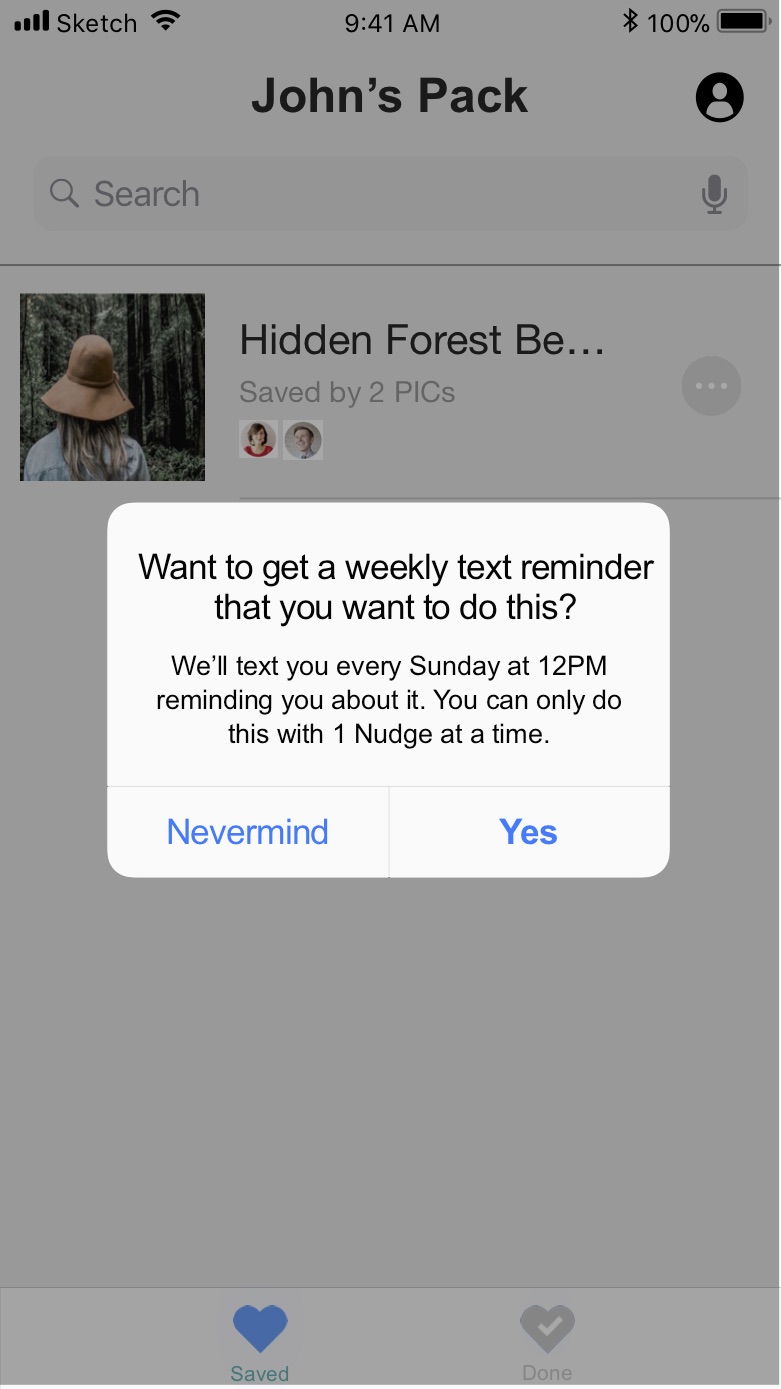 Sketch 9:41 AM 100%
John’s Pack
Search
Hidden Forest Be...
Saved by 2 PICs
Want to get a weekly text reminder
that you want to do this?
We’ll text you every Sunday at 12PM
reminding you about it. You can only do
this with 1 Nudge at a time.
Nevermind Yes
Saved Done